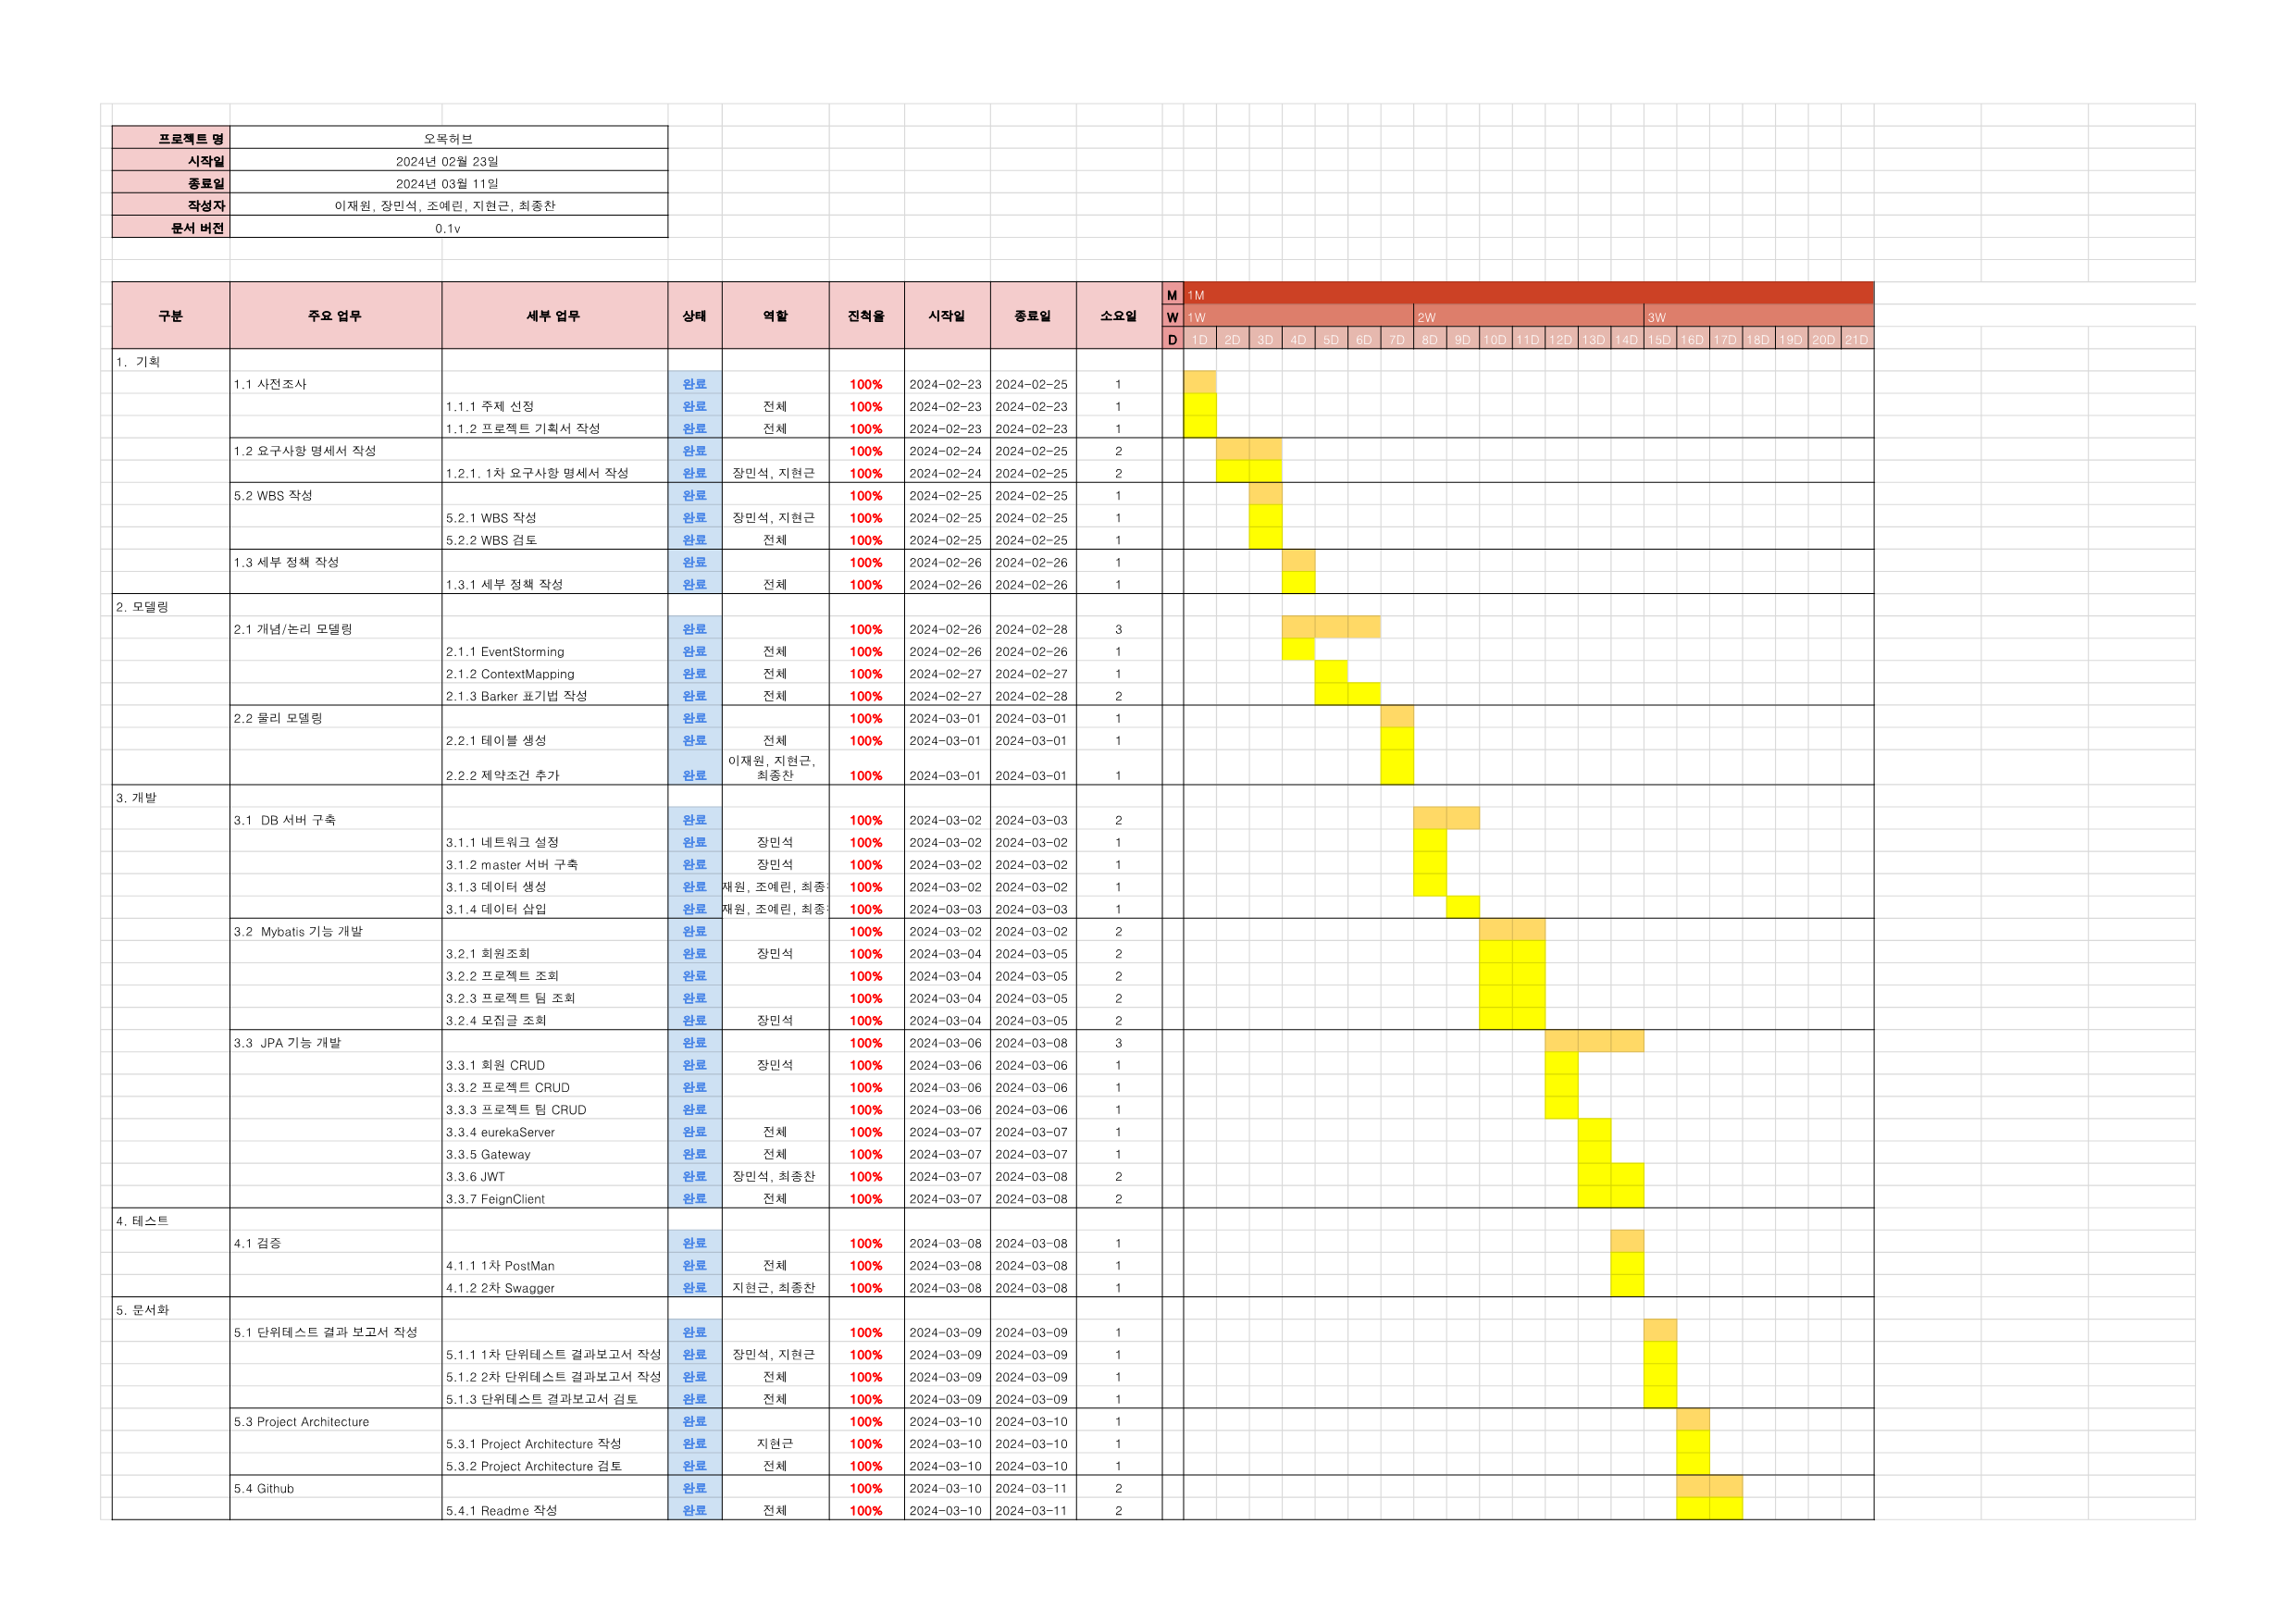 프로젝트 명 오목허브
시작일 2024년 02월 23일
종료일 2024년 03월 11일
작성자 이재원, 장민석, 조예린, 지현근, 최종찬
문서 버전 0.1v
M 1M
구분 주요 업무 세부 업무 상태 역할 진척율 시작일 종료일 소요일 W 1W 2W 3W
D 1D 2D 3D 4D 5D 6D 7D 8D 9D 10D 11D 12D 13D 14D 15D 16D 17D 18D 19D 20D 21D
1. 기획
1.1 사전조사 완료 100% 2024-02-23 2024-02-25 1
1.1.1 주제 선정 완료 전체 100% 2024-02-23 2024-02-23 1
1.1.2 프로젝트 기획서 작성 완료 전체 100% 2024-02-23 2024-02-23 1
1.2 요구사항 명세서 작성 완료 100% 2024-02-24 2024-02-25 2
1.2.1. 1차 요구사항 명세서 작성 완료 장민석, 지현근 100% 2024-02-24 2024-02-25 2
5.2 WBS 작성 완료 100% 2024-02-25 2024-02-25 1
5.2.1 WBS 작성 완료 장민석, 지현근 100% 2024-02-25 2024-02-25 1
5.2.2 WBS 검토 완료 전체 100% 2024-02-25 2024-02-25 1
1.3 세부 정책 작성 완료 100% 2024-02-26 2024-02-26 1
1.3.1 세부 정책 작성 완료 전체 100% 2024-02-26 2024-02-26 1
2. 모델링
2.1 개념/논리 모델링 완료 100% 2024-02-26 2024-02-28 3
2.1.1 EventStorming 완료 전체 100% 2024-02-26 2024-02-26 1
2.1.2 ContextMapping 완료 전체 100% 2024-02-27 2024-02-27 1
2.1.3 Barker 표기법 작성 완료 전체 100% 2024-02-27 2024-02-28 2
2.2 물리 모델링 완료 100% 2024-03-01 2024-03-01 1
2.2.1 테이블 생성 완료 전체 100% 2024-03-01 2024-03-01 1
이재원, 지현근,
2.2.2 제약조건 추가 완료 최종찬 100% 2024-03-01 2024-03-01 1
3. 개발
3.1 DB 서버 구축 완료 100% 2024-03-02 2024-03-03 2
3.1.1 네트워크 설정 완료 장민석 100% 2024-03-02 2024-03-02 1
3.1.2 master 서버 구축 완료 장민석 100% 2024-03-02 2024-03-02 1
3.1.3 데이터 생성 완료 재원, 조예린, 최종 100% 2024-03-02 2024-03-02 1
3.1.4 데이터 삽입 완료 재원, 조예린, 최종 100% 2024-03-03 2024-03-03 1
3.2 Mybatis 기능 개발 완료 100% 2024-03-02 2024-03-02 2
3.2.1 회원조회 완료 장민석 100% 2024-03-04 2024-03-05 2
3.2.2 프로젝트 조회 완료 100% 2024-03-04 2024-03-05 2
3.2.3 프로젝트 팀 조회 완료 100% 2024-03-04 2024-03-05 2
3.2.4 모집글 조회 완료 장민석 100% 2024-03-04 2024-03-05 2
3.3 JPA 기능 개발 완료 100% 2024-03-06 2024-03-08 3
3.3.1 회원 CRUD 완료 장민석 100% 2024-03-06 2024-03-06 1
3.3.2 프로젝트 CRUD 완료 100% 2024-03-06 2024-03-06 1
3.3.3 프로젝트 팀 CRUD 완료 100% 2024-03-06 2024-03-06 1
3.3.4 eurekaServer 완료 전체 100% 2024-03-07 2024-03-07 1
3.3.5 Gateway 완료 전체 100% 2024-03-07 2024-03-07 1
3.3.6 JWT 완료 장민석, 최종찬 100% 2024-03-07 2024-03-08 2
3.3.7 FeignClient 완료 전체 100% 2024-03-07 2024-03-08 2
4. 테스트
4.1 검증 완료 100% 2024-03-08 2024-03-08 1
4.1.1 1차 PostMan 완료 전체 100% 2024-03-08 2024-03-08 1
4.1.2 2차 Swagger 완료 지현근, 최종찬 100% 2024-03-08 2024-03-08 1
5. 문서화
5.1 단위테스트 결과 보고서 작성 완료 100% 2024-03-09 2024-03-09 1
5.1.1 1차 단위테스트 결과보고서 작성 완료 장민석, 지현근 100% 2024-03-09 2024-03-09 1
5.1.2 2차 단위테스트 결과보고서 작성 완료 전체 100% 2024-03-09 2024-03-09 1
5.1.3 단위테스트 결과보고서 검토 완료 전체 100% 2024-03-09 2024-03-09 1
5.3 Project Architecture 완료 100% 2024-03-10 2024-03-10 1
5.3.1 Project Architecture 작성 완료 지현근 100% 2024-03-10 2024-03-10 1
5.3.2 Project Architecture 검토 완료 전체 100% 2024-03-10 2024-03-10 1
5.4 Github 완료 100% 2024-03-10 2024-03-11 2
5.4.1 Readme 작성 완료 전체 100% 2024-03-10 2024-03-11 2